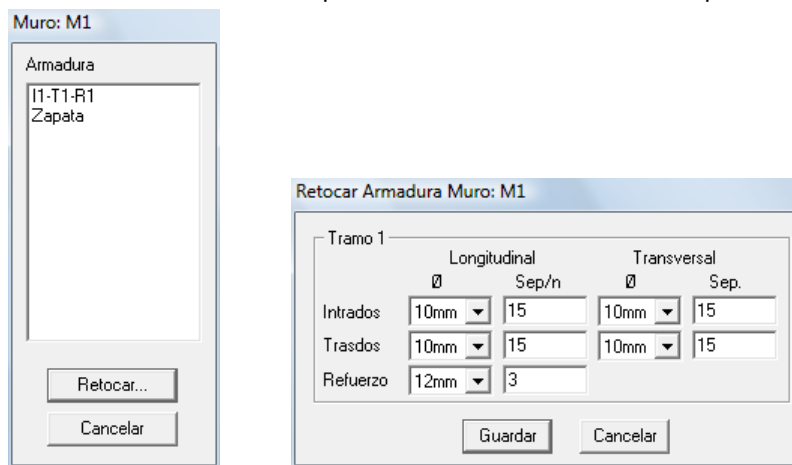 Muro: M1
Armadura
I1-T1-R1
Zapata
Retocar...
Cancelar
Retocar Armadura Muro: M1
Tramo 1
Longitudinal Transversal
Ø Sep/n Ø Sep.
Intrados 10mm 15 10mm 15
Trasdos 10mm 15 10mm 15
Refuerzo 12mm 3
Guardar Cancelar